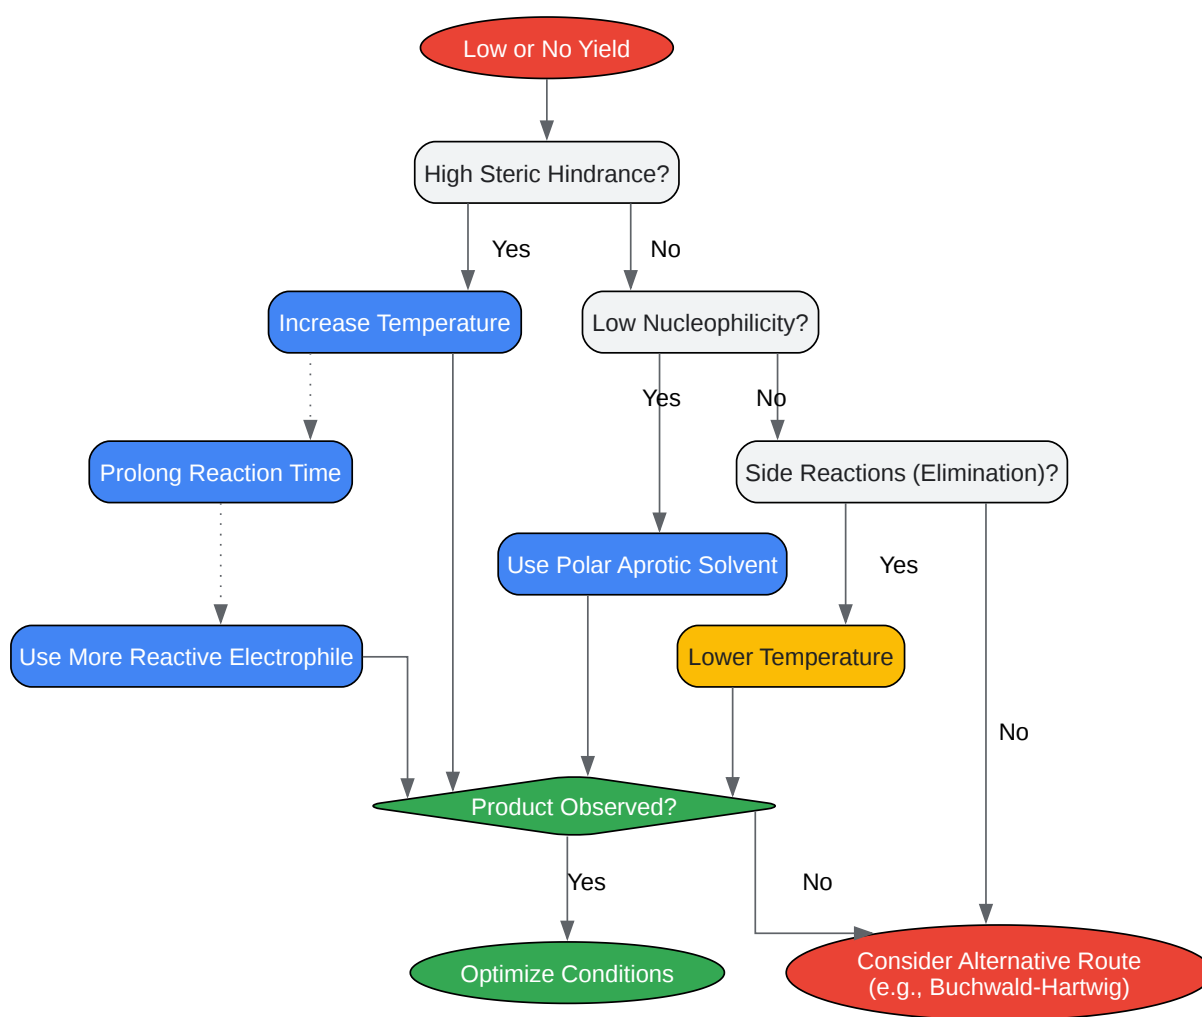 Low or No Yield
High Steric Hindrance?
Yes
No
Increase Temperature
Low Nucleophilicity?
Yes
No
Prolong Reaction Time
Side Reactions (Elimination)?
Use Polar Aprotic Solvent
Yes
Use More Reactive Electrophile
Lower Temperature
No
Product Observed?
Yes
No
Optimize Conditions
Consider Alternative Route
(e.g., Buchwald-Hartwig)